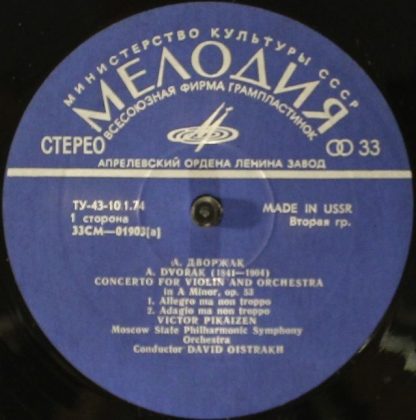 МИНИСТЕРСТВО КУЛЬТУРЫ СССР
МЕЛОДИЯ
ВСЕСОЮЗНАЯ ФИРМА ГРАМПЛАСТИНОК
СТЕРЕО
33
АПРЕЛЕВСКИЙ ОРДЕНА ЛЕНИНА ЗАВОД
ТУ-43-10 1.74
1 сторона
33СМ—01903[a]
MADE IN USSR
Вторая гр.
А. ДВОРЖАК
A. DVOŘAK (1841—1904)
CONCERTO FOR VIOLIN AND ORCHESTRA
in A Minor, op. 53
1. Allegro ma non troppo
2. Adagio ma non troppo
VICTOR PIKAIZEN
Moscow State Philharmonic Symphony
Orchestra
Conductor DAVID OISTRAKH